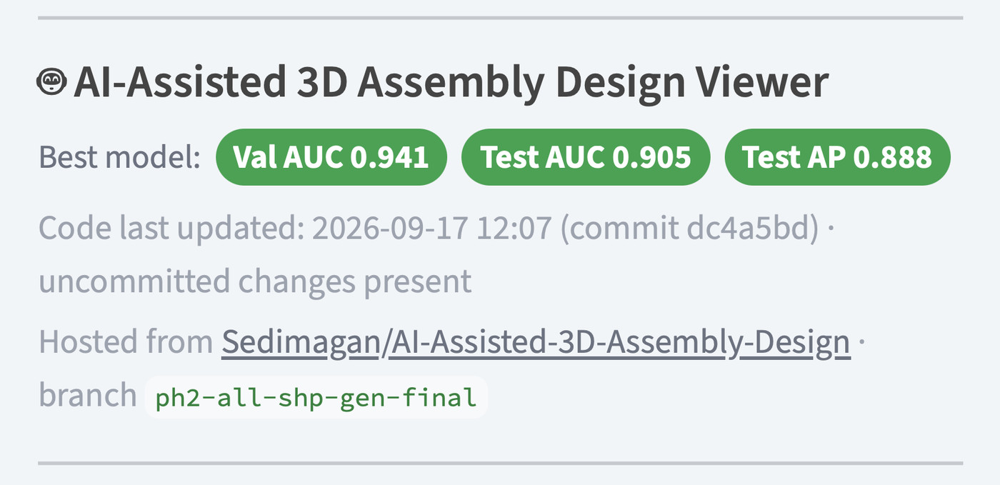 AI-Assisted 3D Assembly Design Viewer
Best model: Val AUC 0.941 Test AUC 0.905 Test AP 0.888
Code last updated: 2026-09-17 12:07 (commit dc4a5bd) ·
uncommitted changes present
Hosted from Sedimagan/AI-Assisted-3D-Assembly-Design ·
branch ph2-all-shp-gen-final